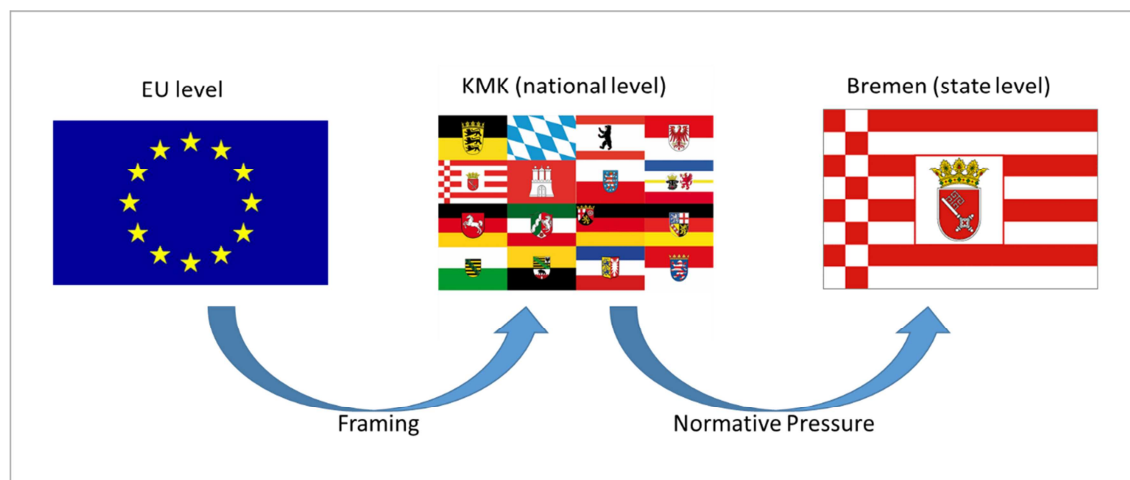 EU level
KMK (national level)
Bremen (state level)
Framing
Normative Pressure